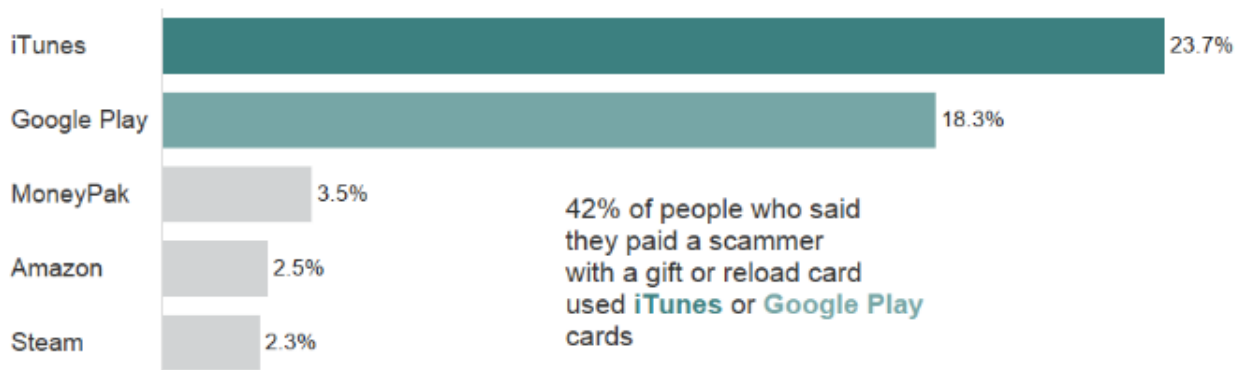 iTunes 23.7%
Google Play 18.3%
MoneyPak 3.5%
Amazon 2.5%
Steam 2.3%
42% of people who said
they paid a scammer
with a gift or reload card
used iTunes or Google Play
cards